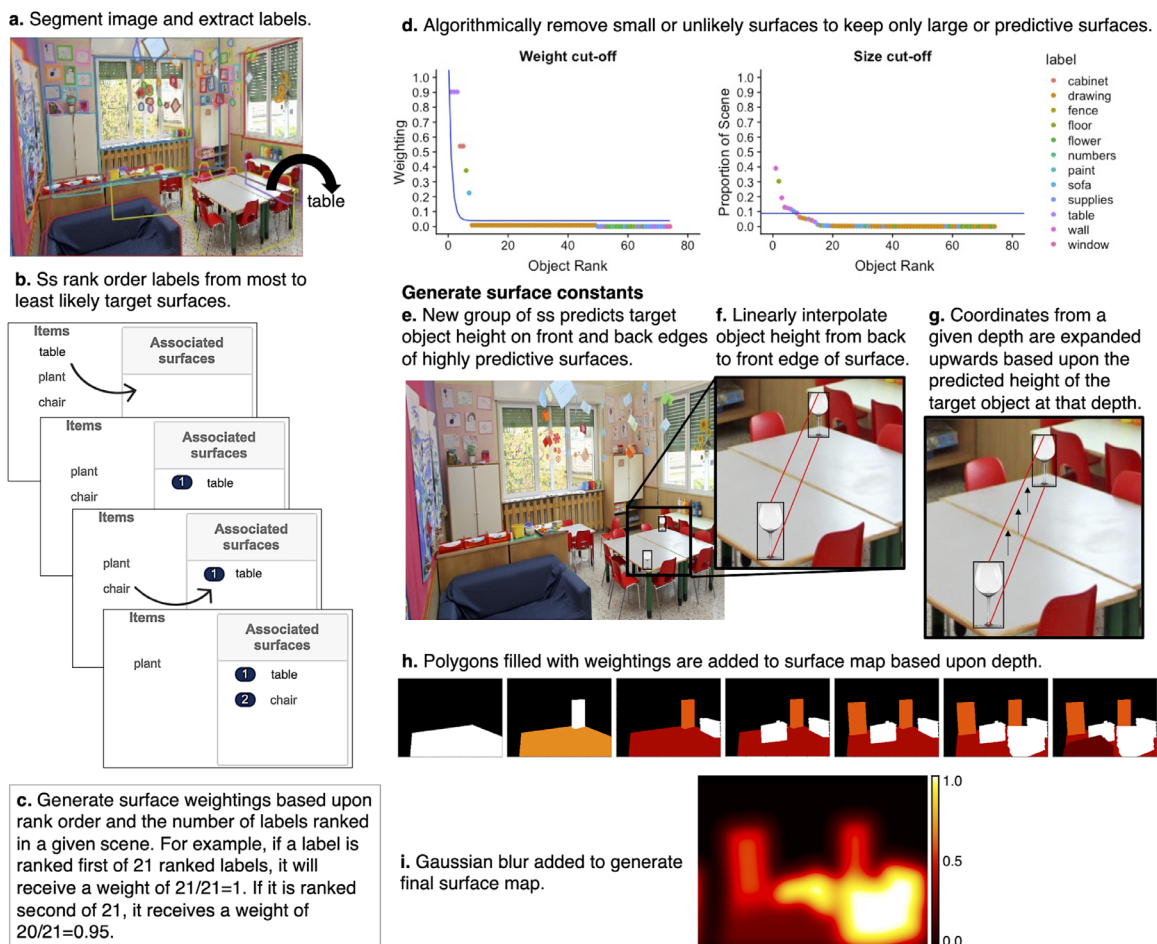 a. Segment image and extract labels.
table
b. Ss rank order labels from most to
least likely target surfaces.
Items
table
plant
chair
Associated
surfaces
Items
plant
chair
Associated
surfaces
1 table
Items
plant
chair
Associated
surfaces
1 table
Items
plant
Associated
surfaces
1 table
2 chair
c. Generate surface weightings based upon
rank order and the number of labels ranked
in a given scene. For example, if a label is
ranked first of 21 ranked labels, it will
receive a weight of 21/21=1. If it is ranked
second of 21, it receives a weight of
20/21=0.95.
d. Algorithmically remove small or unlikely surfaces to keep only large or predictive surfaces.
Weight cut-off
Weighting
1.0
0.9
0.8
0.7
0.6
0.5
0.4
0.3
0.2
0.1
0.0
0 20 40 60 80
Object Rank
Size cut-off
Proportion of Scene
1.0
0.9
0.8
0.7
0.6
0.5
0.4
0.3
0.2
0.1
0.0
0 20 40 60 80
Object Rank
label
cabinet
drawing
fence
floor
flower
numbers
paint
sofa
supplies
table
wall
window
Generate surface constants
e. New group of ss predicts target
object height on front and back edges
of highly predictive surfaces.
f. Linearly interpolate
object height from back
to front edge of surface.
g. Coordinates from a
given depth are expanded
upwards based upon the
predicted height of the
target object at that depth.
h. Polygons filled with weightings are added to surface map based upon depth.
i. Gaussian blur added to generate
final surface map.
1.0
0.5
0.0